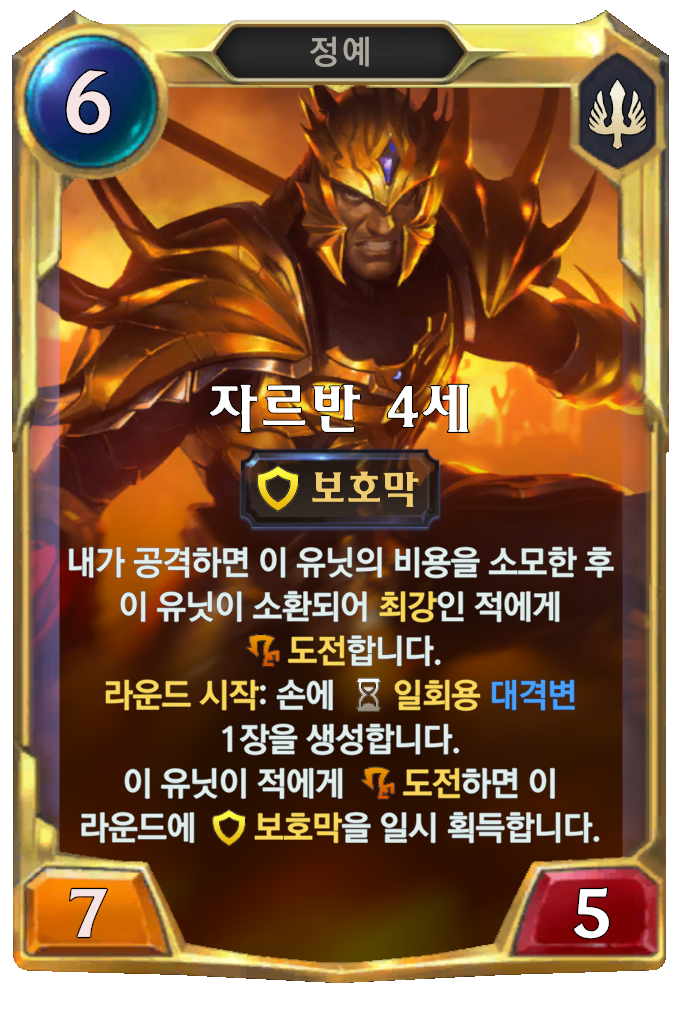 정예
6
자르반 4세
보호막
내가 공격하면 이 유닛의 비용을 소모한 후
이 유닛이 소환되어 최강인 적에게
도전합니다.
라운드 시작: 손에 일회용 대격변
1장을 생성합니다.
이 유닛이 적에게 도전하면 이
라운드에 보호막을 일시 획득합니다.
7
5